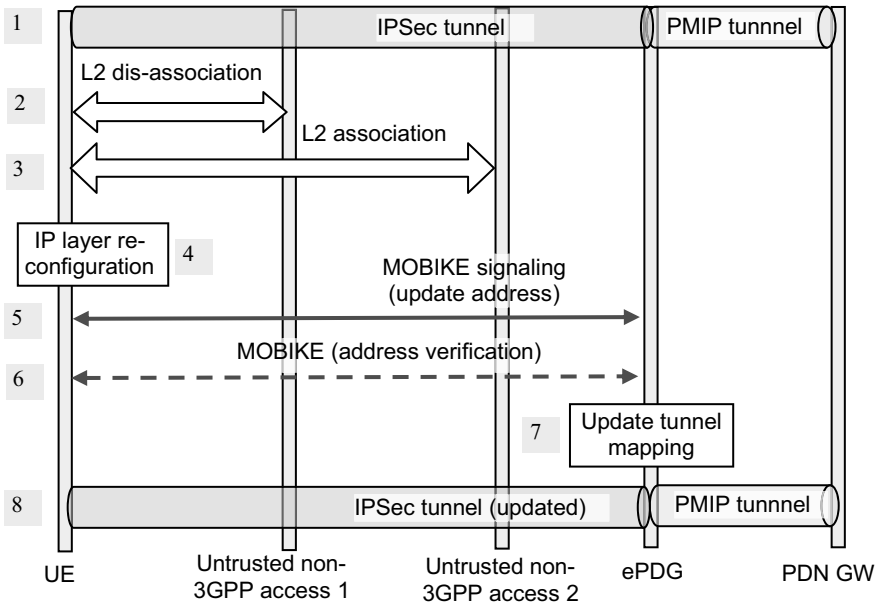 1
IPSec tunnel
PMIP tunnnel
L2 dis-association
2
L2 association
3
IP layer re-
configuration
4
MOBIKE signaling
(update address)
5
MOBIKE (address verification)
6
7
Update tunnel
mapping
8
IPSec tunnel (updated)
PMIP tunnnel
UE
Untrusted non-
3GPP access 1
Untrusted non-
3GPP access 2
ePDG
PDN GW